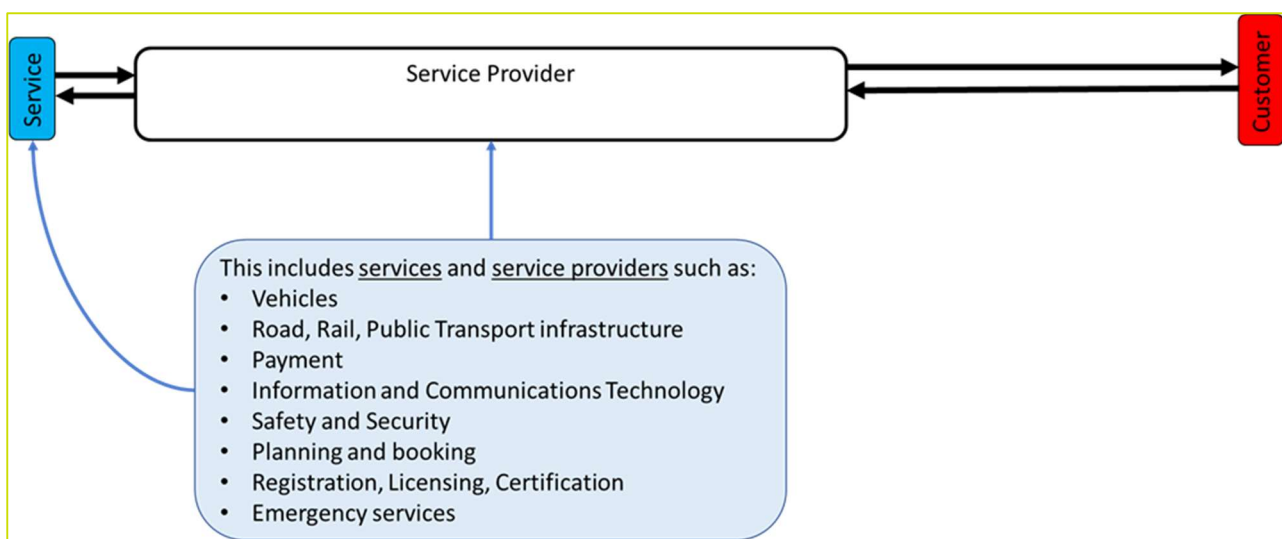 Service
Service Provider
Customer
This includes services and service providers such as:
• Vehicles
• Road, Rail, Public Transport infrastructure
• Payment
• Information and Communications Technology
• Safety and Security
• Planning and booking
• Registration, Licensing, Certification
• Emergency services